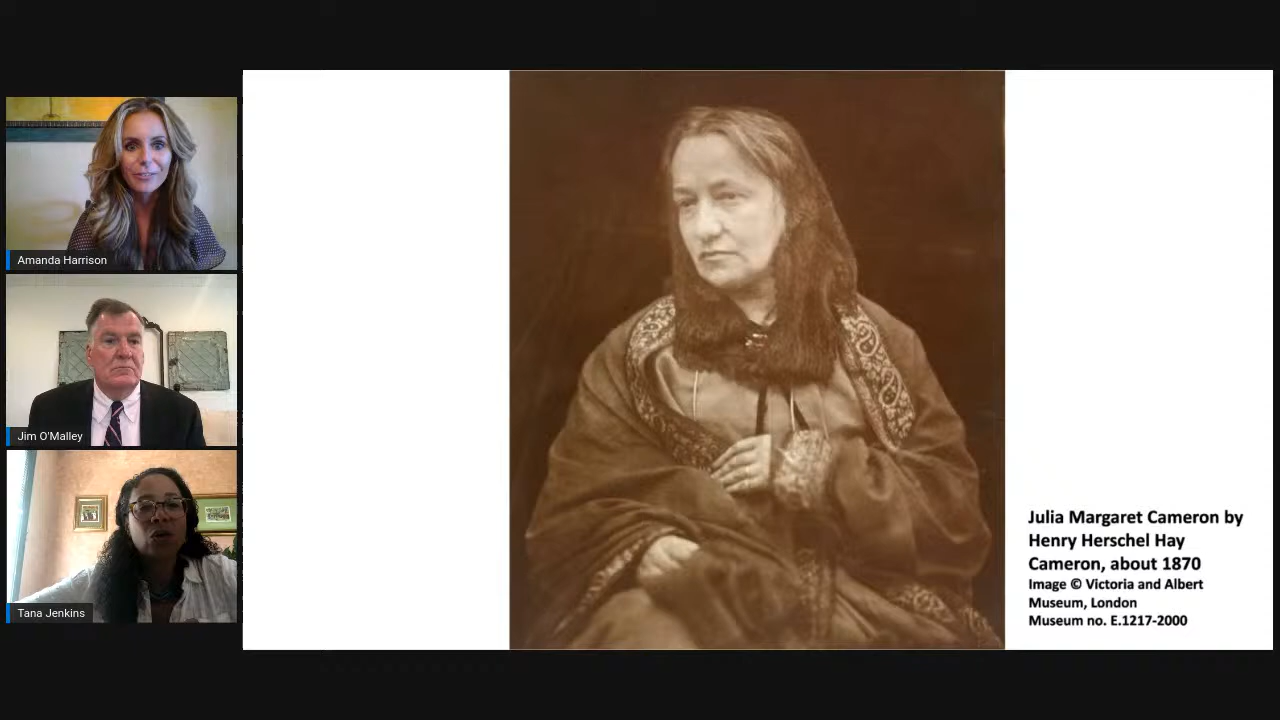 Amanda Harrison
Jim O'Malley
Tana Jenkins
Julia Margaret Cameron by
Henry Herschel Hay
Cameron, about 1870
Image © Victoria and Albert
Museum, London
Museum no. E.1217-2000